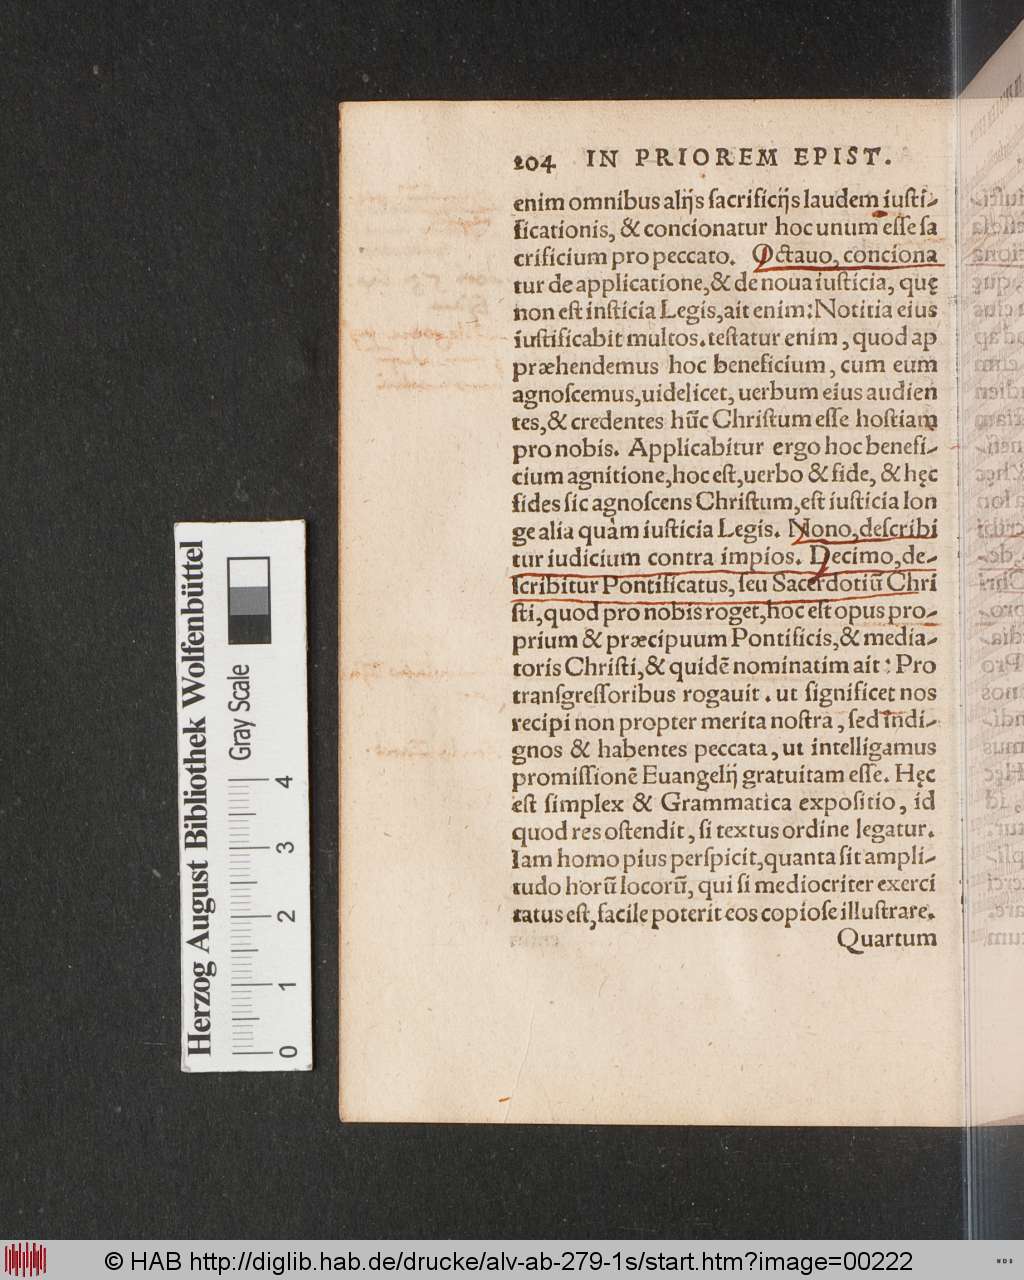 204 IN PRIOREM EPIST.
enim omnibus alijs ſacrificijs laudem iuſti-
ficationis, & concionatur hoc unum eſſe ſa
crificium pro peccato. Octauo, conciona
tur de applicatione, & de noua iuſticia, quę
non eſt inſticia Legis, ait enim: Notitia eius
iuſtificabit multos. teſtatur enim, quod ap
præhendemus hoc beneficium, cum eum
agnoſcemus, uidelicet, uerbum eius audien
tes, & credentes hūc Chriſtum eſſe hoſtiam
pro nobis. Applicabitur ergo hoc benefi-
cium agnitione, hoc eſt, uerbo & fide, & hęc
fides ſic agnoſcens Chriſtum, eſt iuſticia lon
ge alia quàm iuſticia Legis. Nono, deſcribi
tur iudicium contra impios. Decimo, de-
ſcribitur Pontificatus, ſeu Sacerdotiū Chri
ſti, quod pro nobis roget, hoc eſt opus pro-
prium & præcipuum Pontificis, & media-
toris Chriſti, & quidē nominatim ait: Pro
tranſgreſſoribus rogauit. ut ſignificet nos
recipi non propter merita noſtra, ſed indi-
gnos & habentes peccata, ut intelligamus
promiſſionē Euangelij gratuitam eſſe. Hęc
eſt ſimplex & Grammatica expoſitio, id
quod res oſtendit, ſi textus ordine legatur.
Iam homo pius perſpicit, quanta ſit ampli-
tudo horū locorū, qui ſi mediocriter exerci
tatus eſt, facile poterit eos copioſe illuſtrare.
Quartum
Herzog August Bibliothek Wolfenbüttel
Gray Scale
0 1 2 3 4
© HAB http://diglib.hab.de/drucke/alv-ab-279-1s/start.htm?image=00222